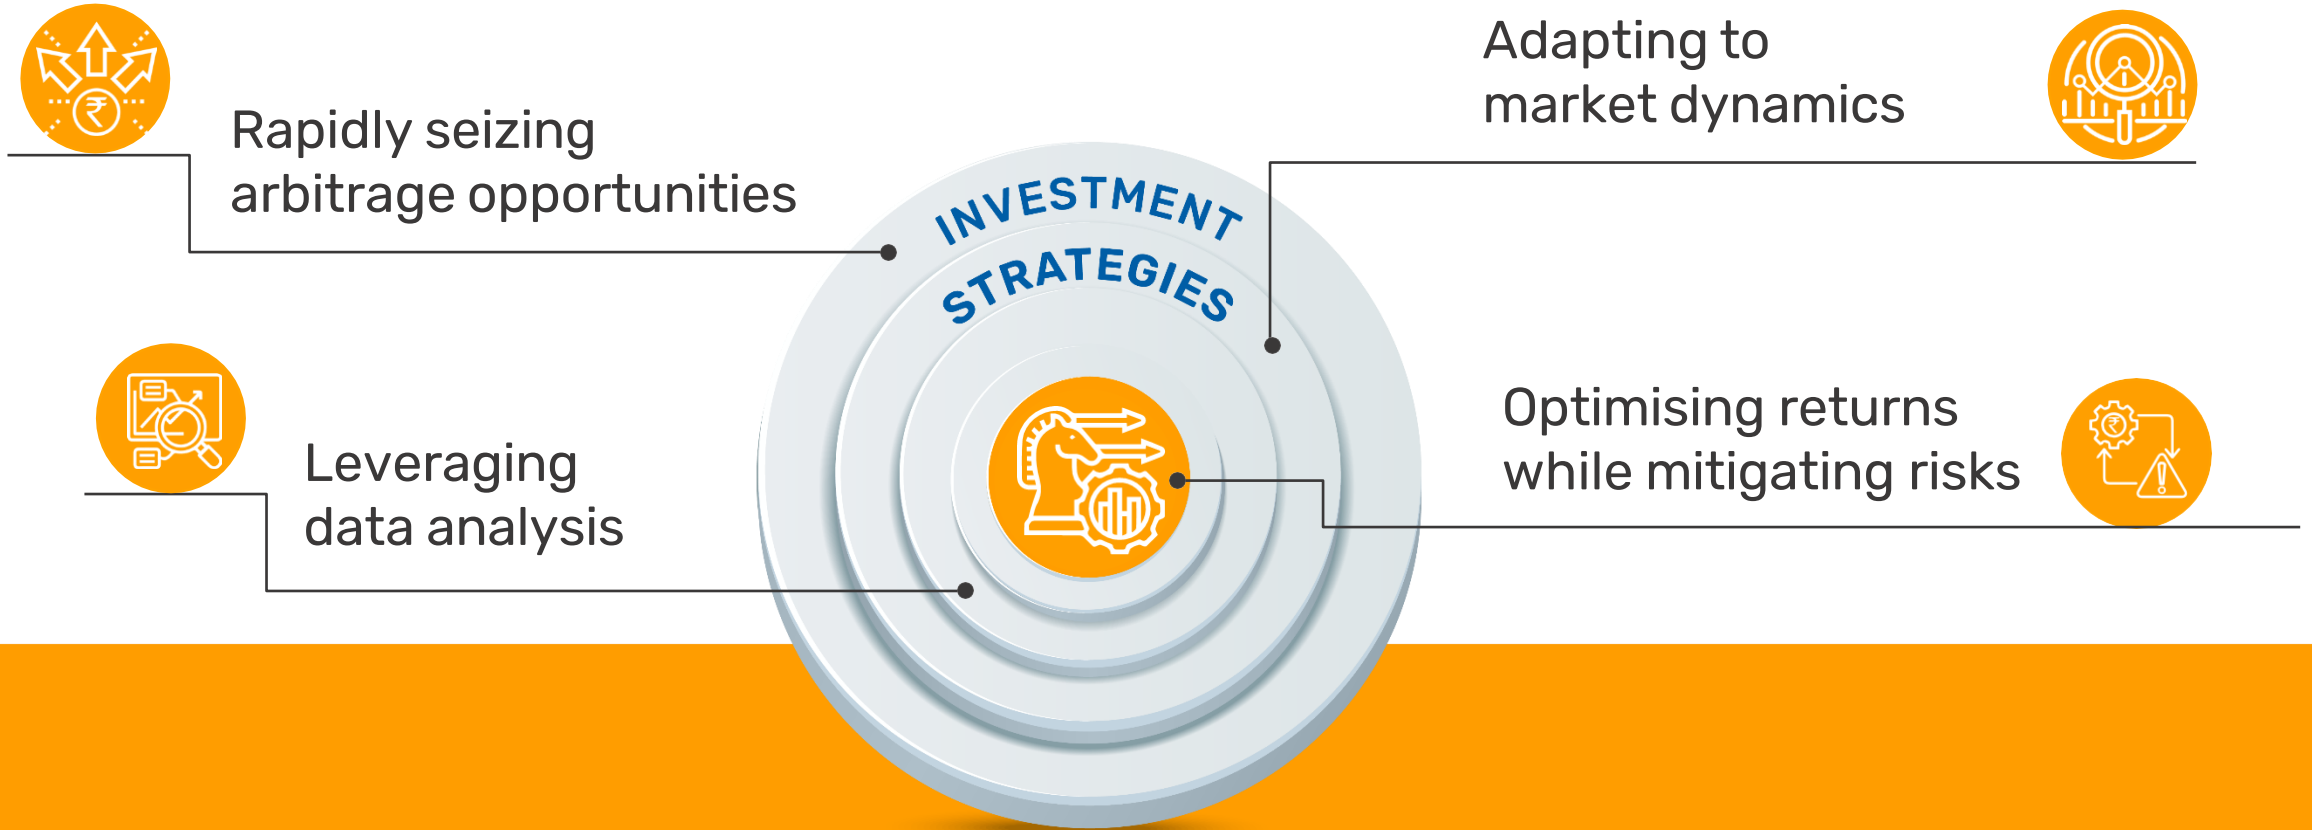 Rapidly seizing
arbitrage opportunities
Adapting to
market dynamics
INVESTMENT
STRATEGIES
Leveraging
data analysis
Optimising returns
while mitigating risks
₹
₹